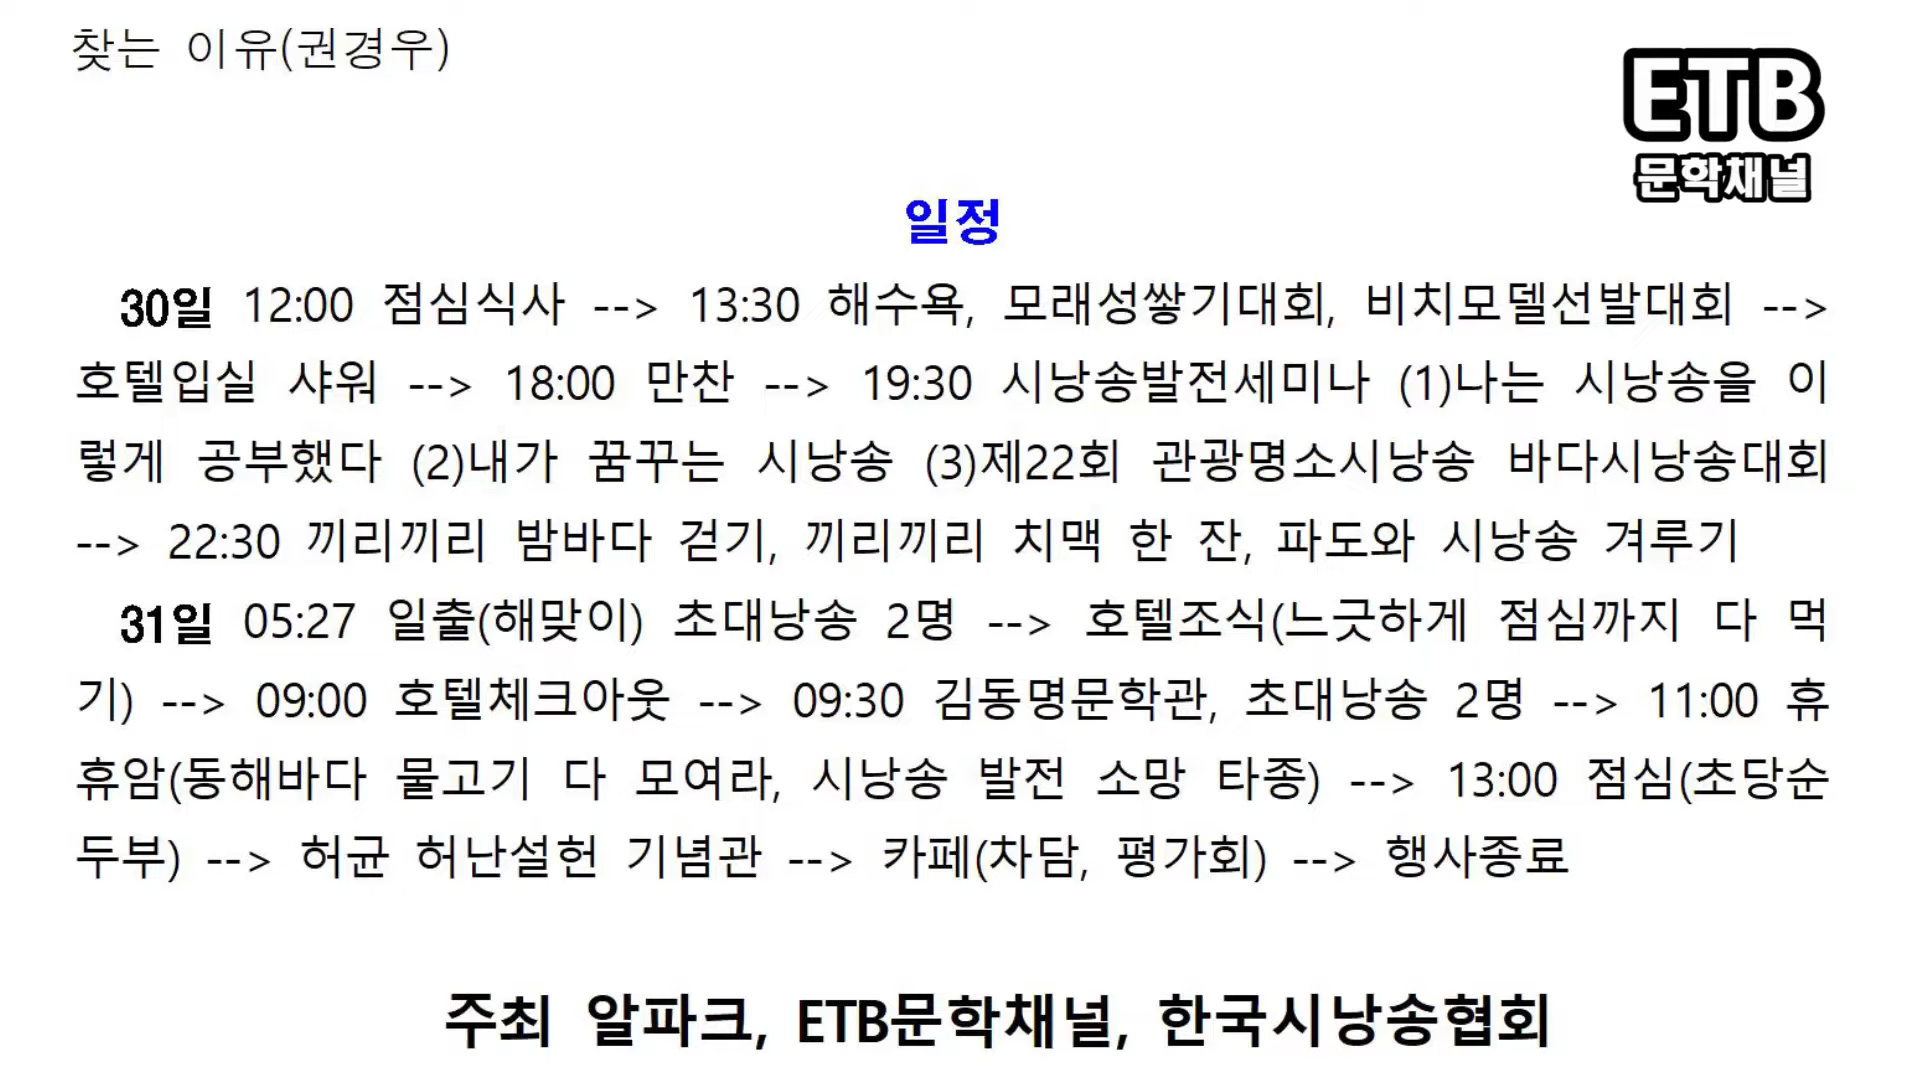 찾는 이유(권경우)
ETB
문학채널
일정
30일 12:00 점심식사 --> 13:30 해수욕, 모래성쌓기대회, 비치모델선발대회 -->
호텔입실 샤워 --> 18:00 만찬 --> 19:30 시낭송발전세미나 (1)나는 시낭송을 이
렇게 공부했다 (2)내가 꿈꾸는 시낭송 (3)제22회 관광명소시낭송 바다시낭송대회
--> 22:30 끼리끼리 밤바다 걷기, 끼리끼리 치맥 한 잔, 파도와 시낭송 겨루기
31일 05:27 일출(해맞이) 초대낭송 2명 --> 호텔조식(느긋하게 점심까지 다 먹
기) --> 09:00 호텔체크아웃 --> 09:30 김동명문학관, 초대낭송 2명 --> 11:00 휴
휴암(동해바다 물고기 다 모여라, 시낭송 발전 소망 타종) --> 13:00 점심(초당순
두부) --> 허균 허난설헌 기념관 --> 카페(차담, 평가회) --> 행사종료
주최 알파크, ETB문학채널, 한국시낭송협회